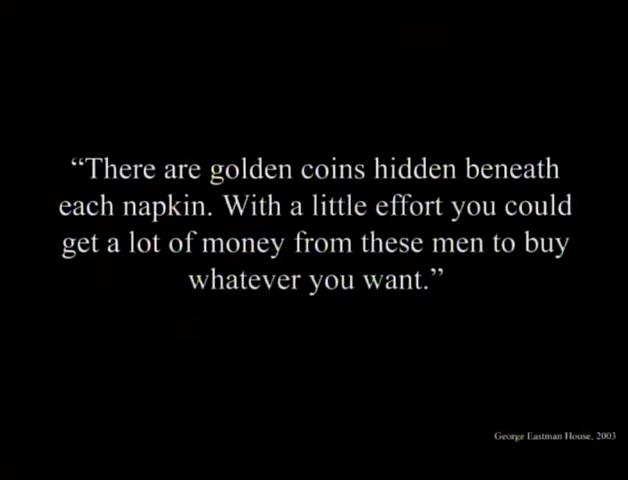 “There are golden coins hidden beneath
each napkin. With a little effort you could
get a lot of money from these men to buy
whatever you want.”
George Eastman House, 2003